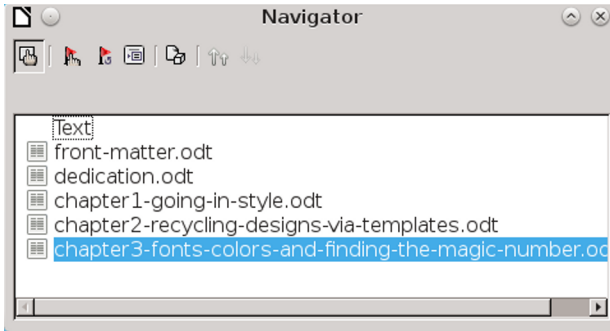 Navigator
Text
front-matter.odt
dedication.odt
chapter1-going-in-style.odt
chapter2-recycling-designs-via-templates.odt
chapter3-fonts-colors-and-finding-the-magic-number.od